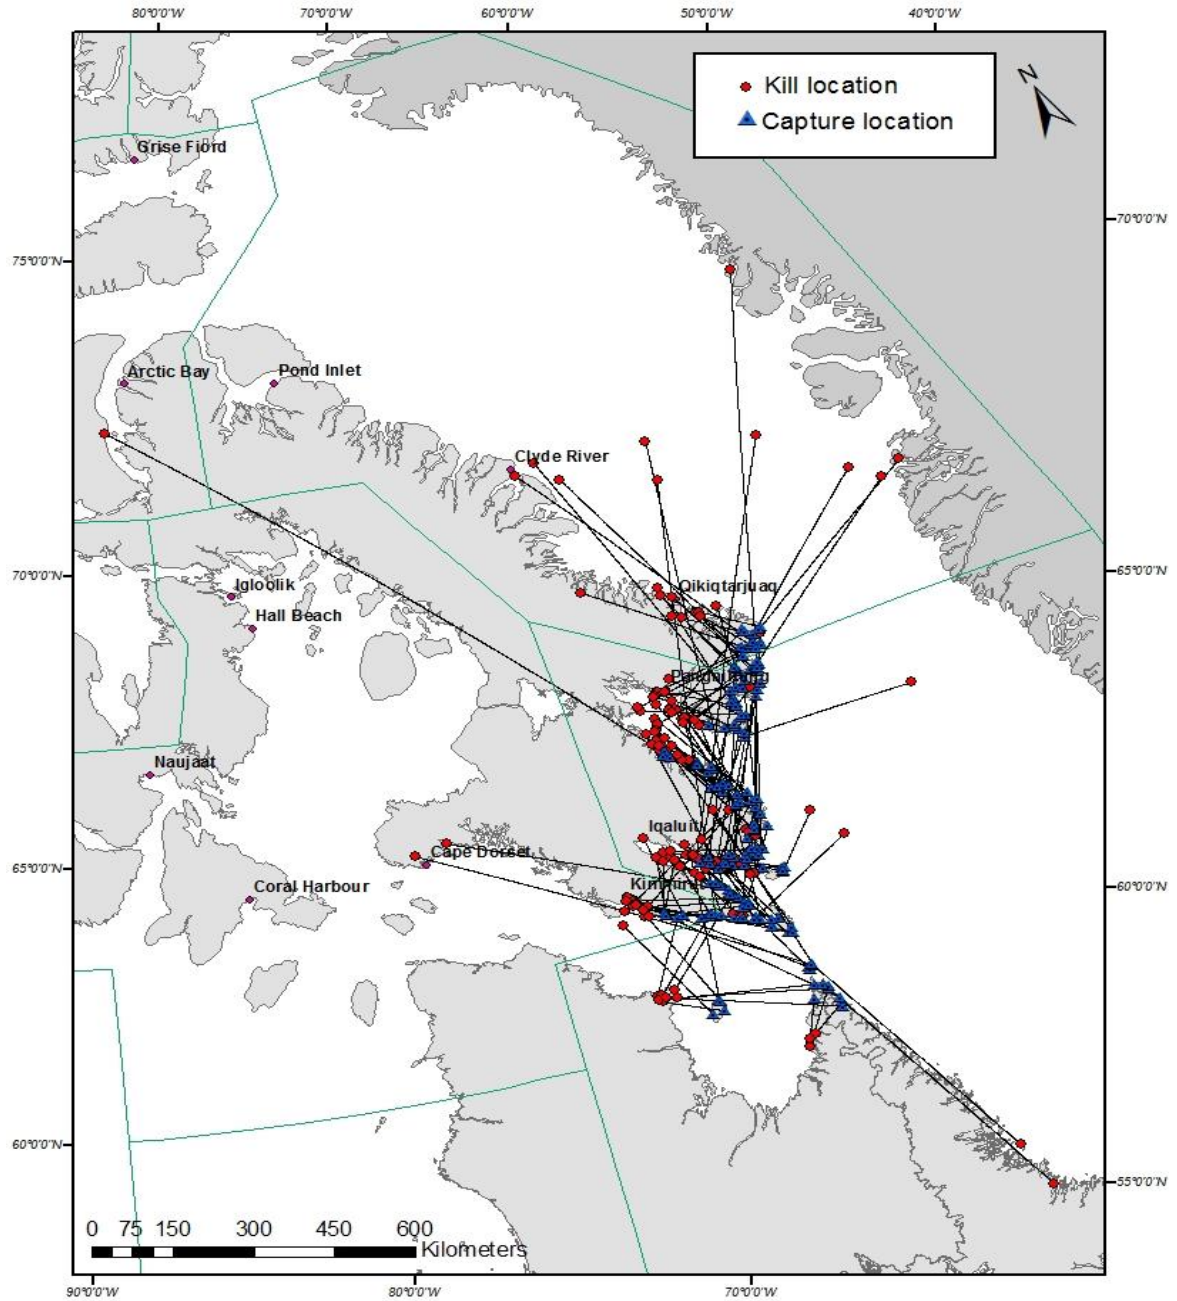 80°0'0"W
70°0'0"W
60°0'0"W
50°0'0"W
40°0'0"W
Kill location
Capture location
N
Grise Fiord
70°0'0"N
75°0'0"N
Arctic Bay
Pond Inlet
Clyde River
70°0'0"N
65°0'0"N
Igloolik
Qikiqtarjuaq
Hall Beach
Pangnirtung
Naujaat
Iqaluit
Cape Dorset
65°0'0"N
60°0'0"N
Coral Harbour
Kimmirut
60°0'0"N
55°0'0"N
0 75 150 300 450 600
Kilometers
90°0'0"W
80°0'0"W
70°0'0"W